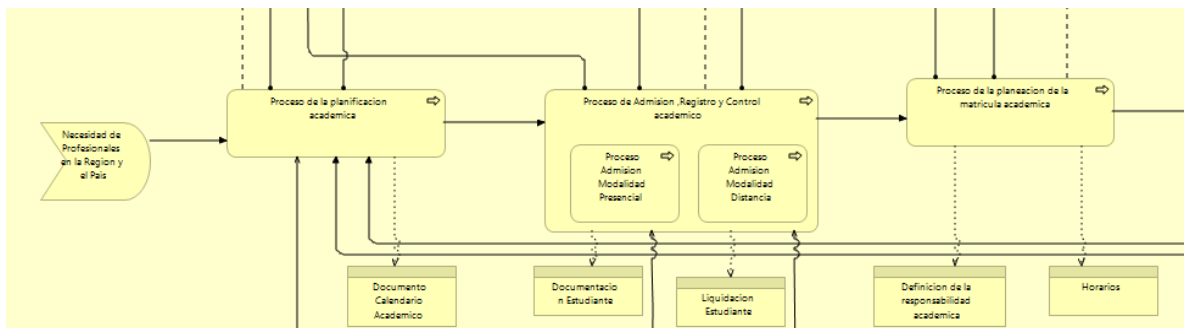 Proceso de la planificacion
academica
Proceso de Admision ,Registro y Control
academico
Proceso de la planeacion de la
matricula academica
Necesidad de
Profesionales
en la Region y
el Pais
Proceso
Admision
Modalidad
Presencial
Proceso
Admision
Modalidad
Distancia
Documento
Calendario
Academico
Documentacio
n Estudiante
Liquidacion
Estudiante
Definicion de la
responsabilidad
academica
Horarios